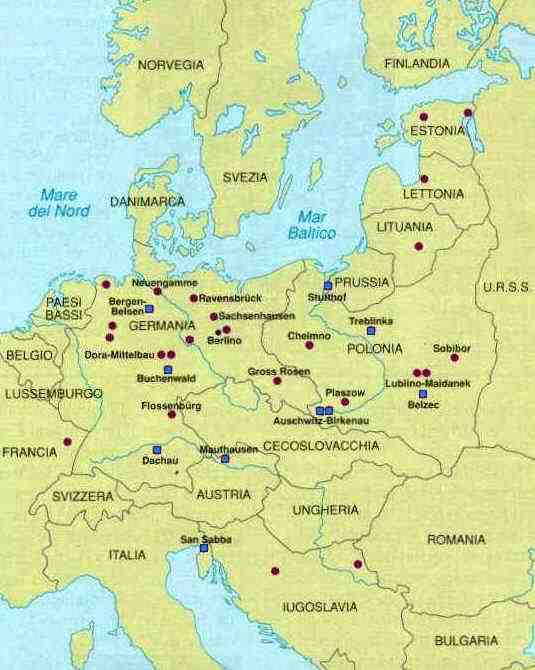 NORVEGIA
FINLANDIA
ESTONIA
SVEZIA
LETTONIA
Mare
del Nord
DANIMARCA
Mar
Baltico
LITUANIA
PRUSSIA
U.R.S.S.
Neuengamme
Stutthof
PAESI
BASSI
Bergen-
Belsen
Ravensbrück
Sachsenhausen
Treblinka
GERMANIA
Berlino
Chelmno
POLONIA
Sobibor
BELGIO
Dora-Mittelbau
Buchenwald
Gross Rosen
Lublino-Maidanek
LUSSEMBURGO
Plaszow
Belzec
Flossenbürg
Auschwitz-Birkenau
FRANCIA
CECOSLOVACCHIA
Mauthausen
Dachau
SVIZZERA
AUSTRIA
UNGHERIA
San Sabba
ITALIA
ROMANIA
IUGOSLAVIA
BULGARIA